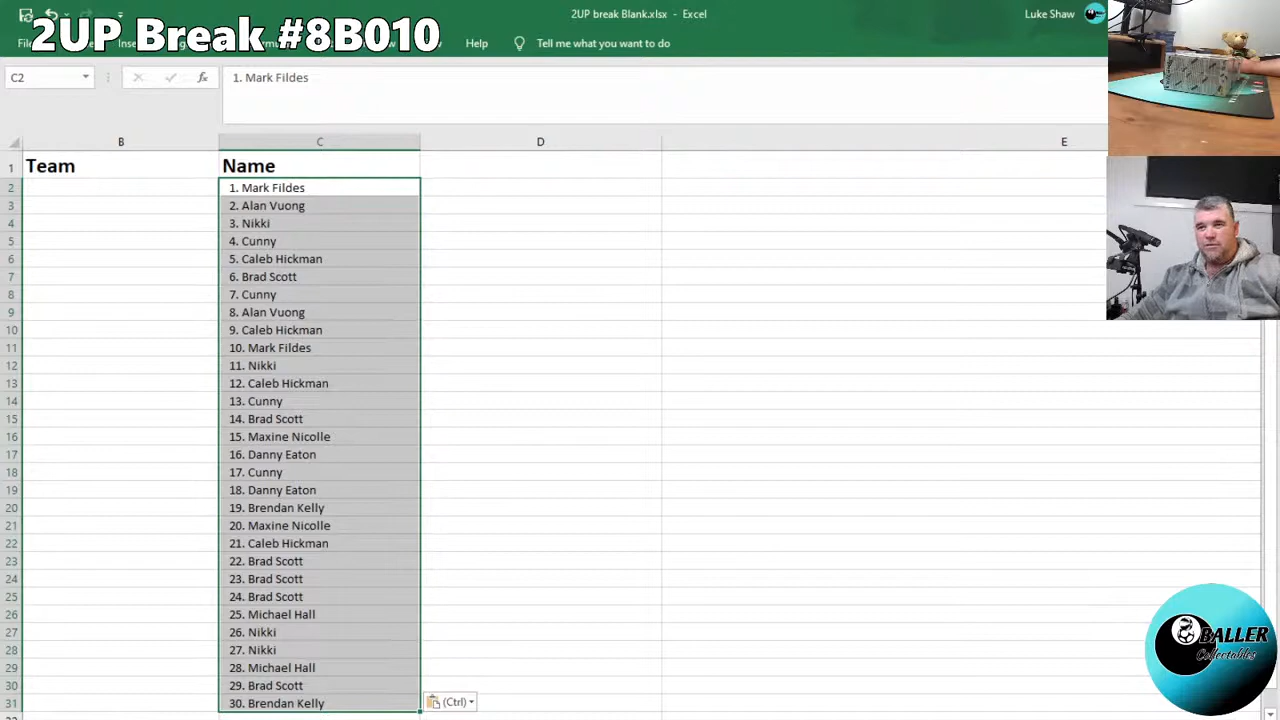 2UP Break #8B010
2UP break Blank.xlsx - Excel
Luke Shaw
Help
Tell me what you want to do
C2
fx
1. Mark Fildes
B
C
D
E
1 Team Name
2 1. Mark Fildes
3 2. Alan Vuong
4 3. Nikki
5 4. Cunny
6 5. Caleb Hickman
7 6. Brad Scott
8 7. Cunny
9 8. Alan Vuong
10 9. Caleb Hickman
11 10. Mark Fildes
12 11. Nikki
13 12. Caleb Hickman
14 13. Cunny
15 14. Brad Scott
16 15. Maxine Nicolle
17 16. Danny Eaton
18 17. Cunny
19 18. Danny Eaton
20 19. Brendan Kelly
21 20. Maxine Nicolle
22 21. Caleb Hickman
23 22. Brad Scott
24 23. Brad Scott
25 24. Brad Scott
26 25. Michael Hall
27 26. Nikki
28 27. Nikki
29 28. Michael Hall
30 29. Brad Scott
31 30. Brendan Kelly
(Ctrl)
BALLER
Collectables